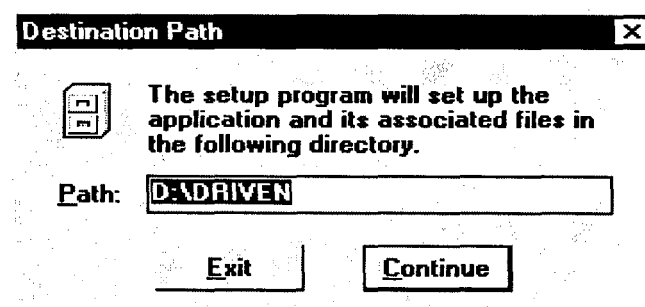 Destination Path
The setup program will set up the
application and its associated files in
the following directory.
Path: D:\DRIVEN
Exit Continue